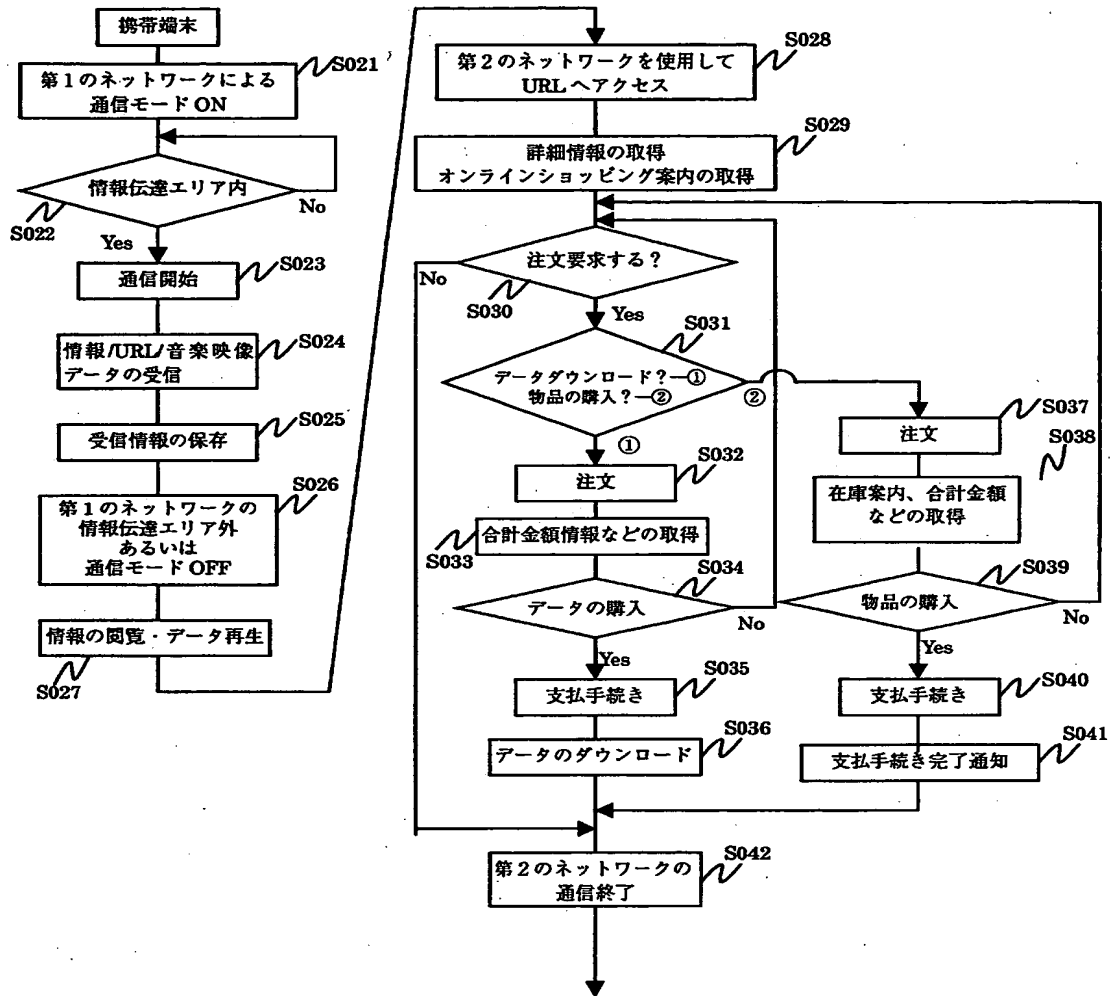 携帯端末
S021
第1のネットワークによる
通信モード ON
情報伝達エリア内
No
S022
Yes
S023
通信開始
S024
情報/URL/音楽映像
データの受信
S025
受信情報の保存
S026
第1のネットワークの
情報伝達エリア外
あるいは
通信モード OFF
情報の閲覧・データ再生
S027
S028
第2のネットワークを使用して
URL へアクセス
S029
詳細情報の取得
オンラインショッピング案内の取得
注文要求する?
No
S030
Yes
S031
データダウンロード?―①
物品の購入?―②
②
①
S032
注文
合計金額情報などの取得
S033
S034
データの購入
No
Yes
S035
支払手続き
S036
データのダウンロード
S037
注文
S038
在庫案内、合計金額
などの取得
S039
物品の購入
No
Yes
S040
支払手続き
S041
支払手続き完了通知
S042
第2のネットワークの
通信終了